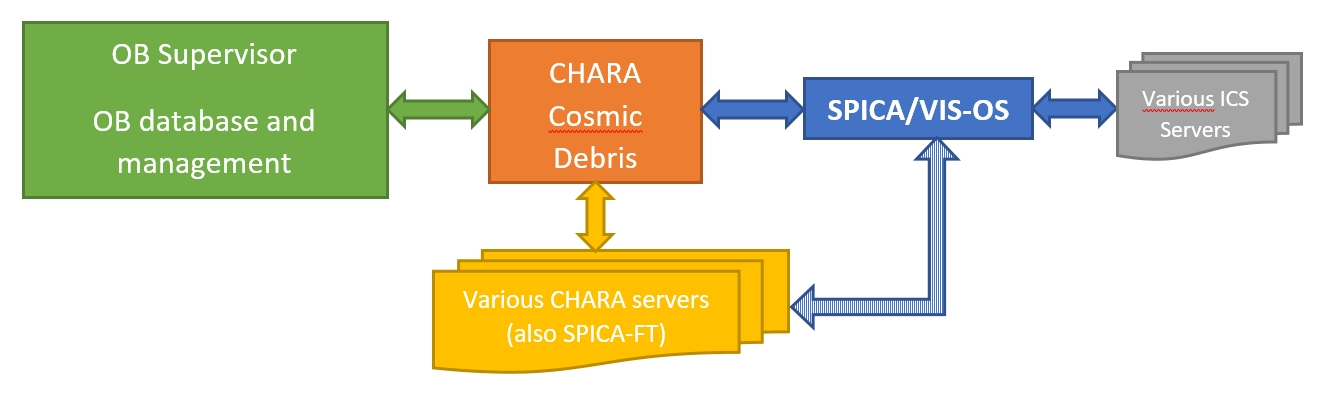 OB Supervisor
OB database and
management
CHARA
Cosmic
Debris
SPICA/VIS-OS
Various ICS
Servers
Various CHARA servers
(also SPICA-FT)